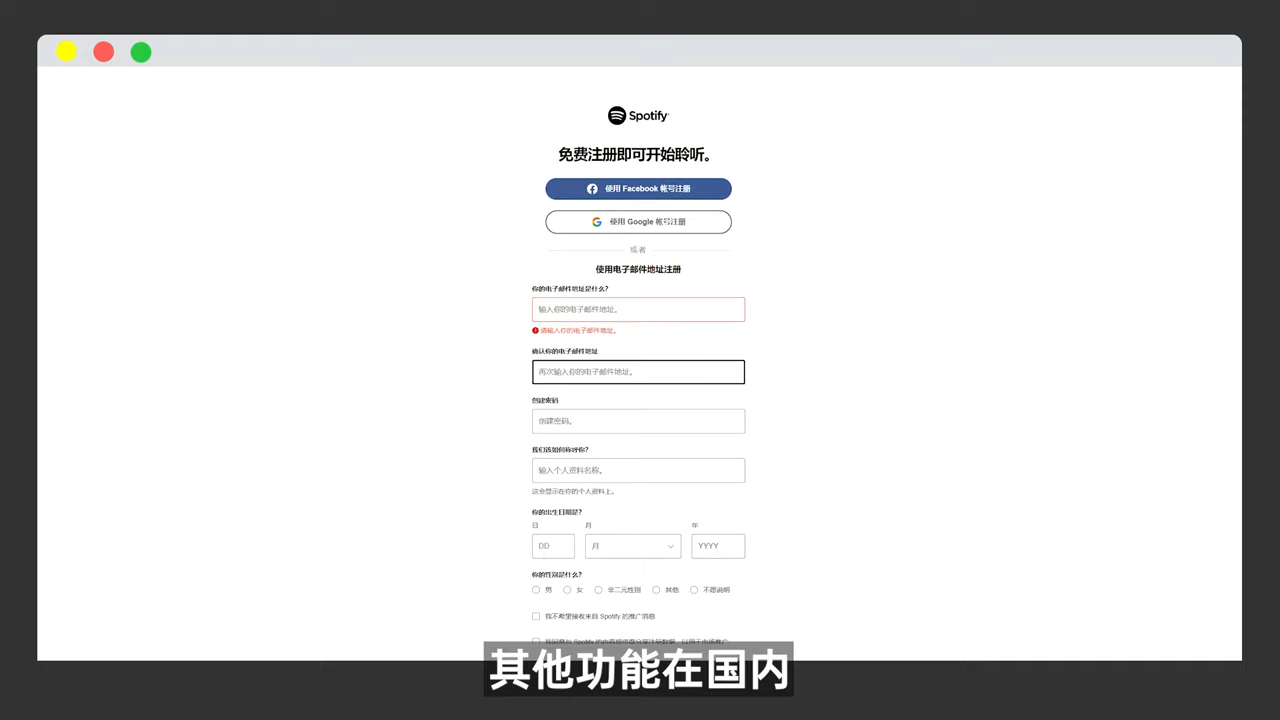 Spotify
免费注册即可开始聆听。
使用 Facebook 帐号注册
使用 Google 帐号注册
或者
使用电子邮件地址注册
你的电子邮件地址是什么?
输入你的电子邮件地址。
请输入你的电子邮件地址。
确认你的电子邮件地址
再次输入你的电子邮件地址。
创建密码
创建密码。
我们该如何称呼你?
输入个人资料名称。
这会显示在你的个人资料上。
你的出生日期是?
日 月 年
DD 月 YYYY
你的性别是什么?
男 女 非二元性别 其他 不愿说明
我不希望接收来自 Spotify 的推广消息
其他功能在国内